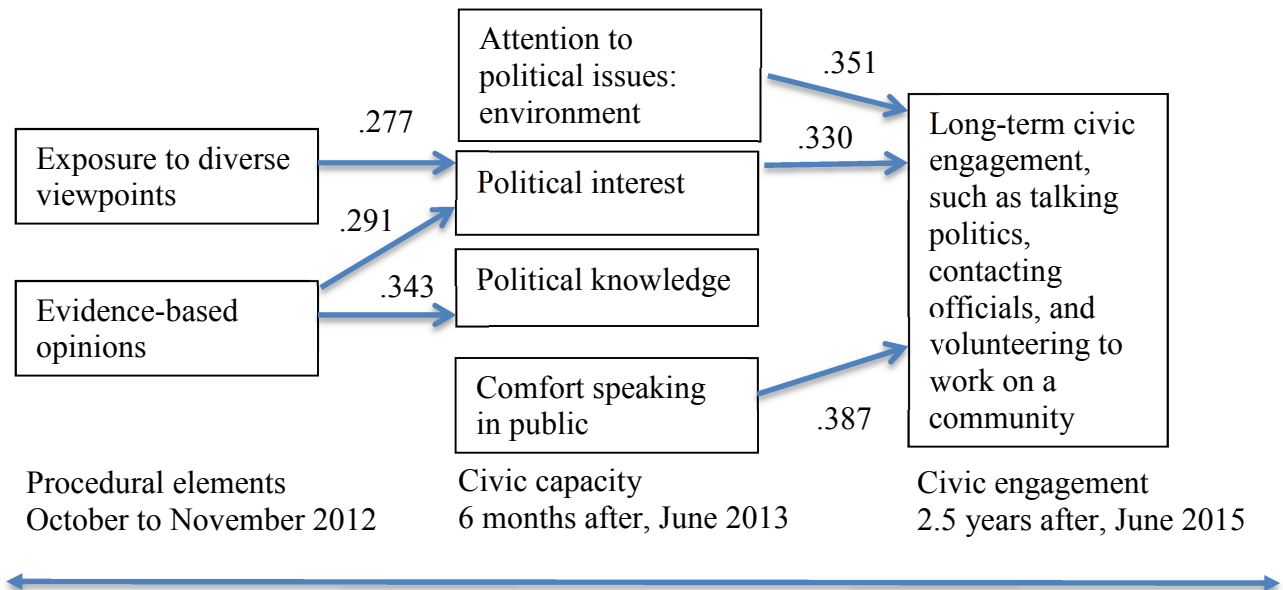 Exposure to diverse
viewpoints
Evidence-based
opinions
.277
.291
.343
Attention to
political issues:
environment
Political interest
Political knowledge
Comfort speaking
in public
.351
.330
.387
Long-term civic
engagement,
such as talking
politics,
contacting
officials, and
volunteering to
work on a
community
Procedural elements
October to November 2012
Civic capacity
6 months after, June 2013
Civic engagement
2.5 years after, June 2015